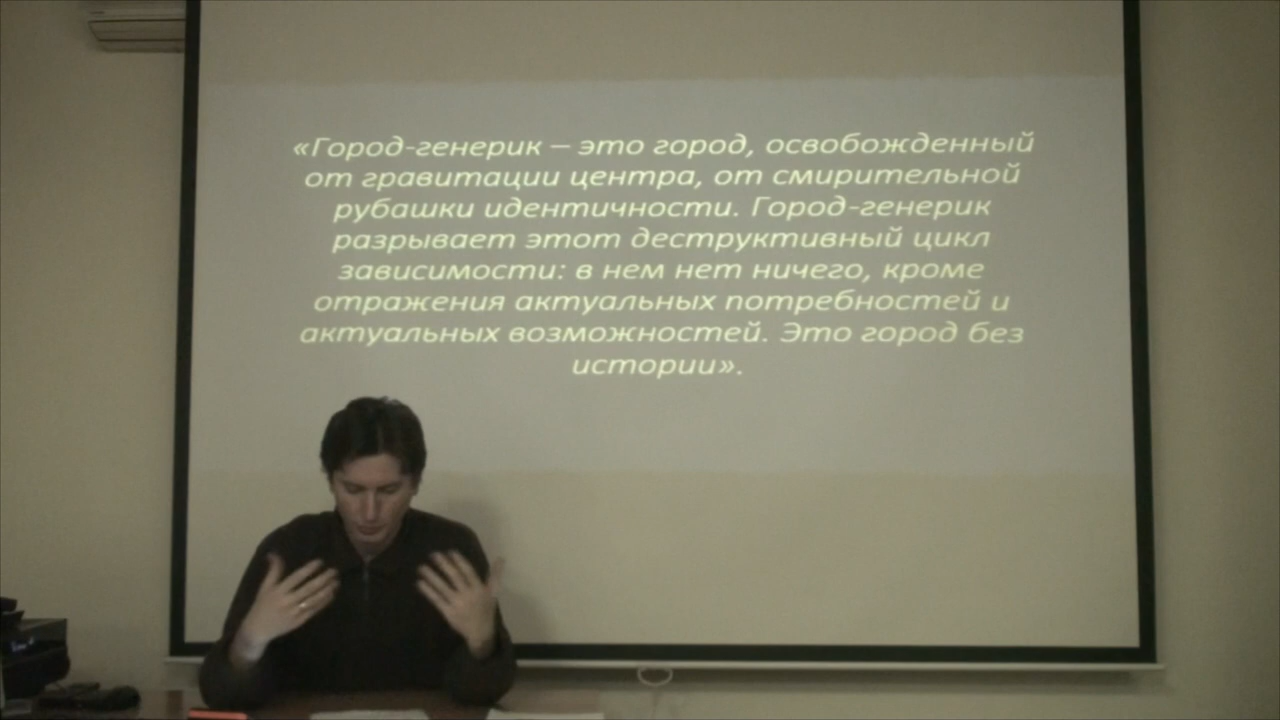 «Город-генерик – это город, освобожденный
от гравитации центра, от смирительной
рубашки идентичности. Город-генерик
разрывает этот деструктивный цикл
зависимости: в нем нет ничего, кроме
отражения актуальных потребностей и
актуальных возможностей. Это город без
истории».